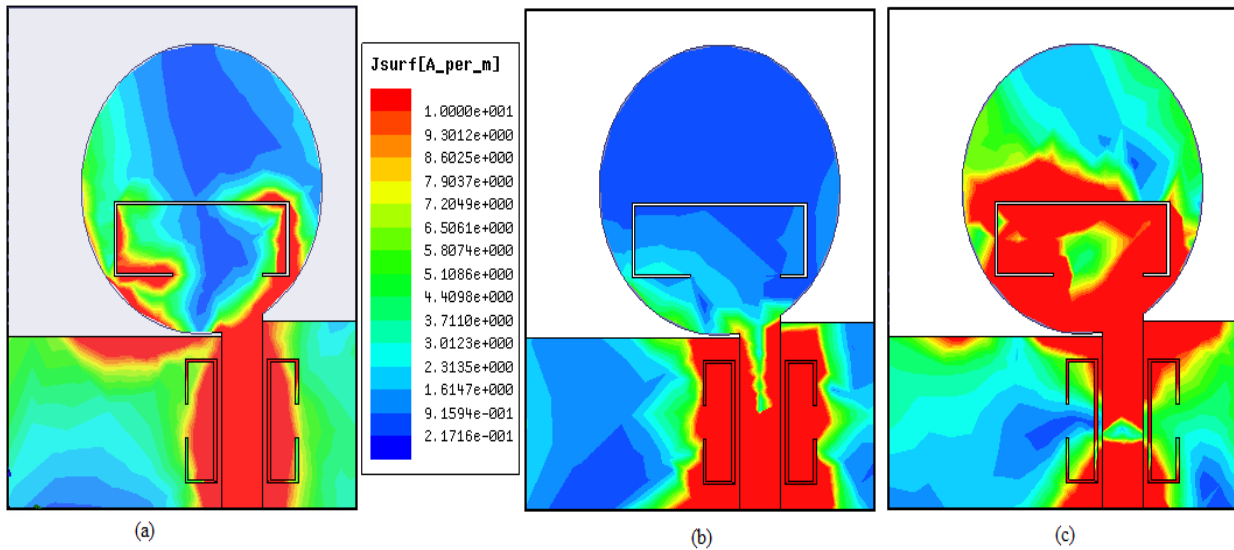 Jsurf[A_per_m]
1.0000e+001
9.3012e+000
8.6025e+000
7.9037e+000
7.2049e+000
6.5061e+000
5.8074e+000
5.1086e+000
4.4098e+000
3.7110e+000
3.0123e+000
2.3135e+000
1.6147e+000
9.1594e-001
2.1716e-001
(a)
(b)
(c)